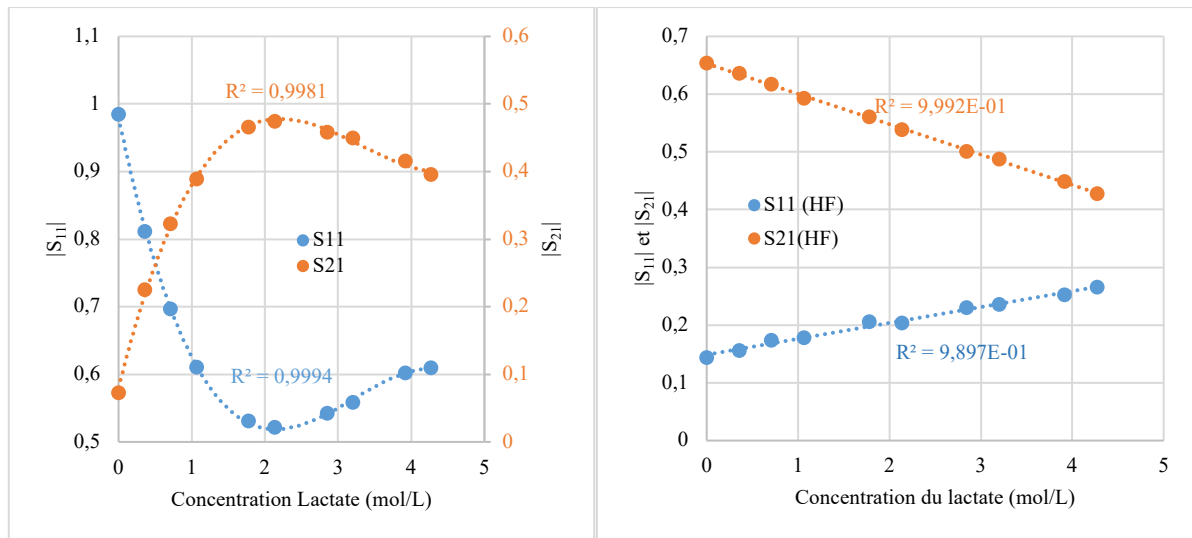 1,1
1
0,9
0,8
0,7
0,6
0,5
|S11|
0,6
0,5
0,4
0,3
0,2
0,1
0
|S21|
R² = 0,9981
S11
S21
R² = 0,9994
0 1 2 3 4 5
Concentration Lactate (mol/L)
0,7
0,6
0,5
0,4
0,3
0,2
0,1
0
|S11| et |S21|
R² = 9,992E-01
S11 (HF)
S21(HF)
R² = 9,897E-01
0 1 2 3 4 5
Concentration du lactate (mol/L)